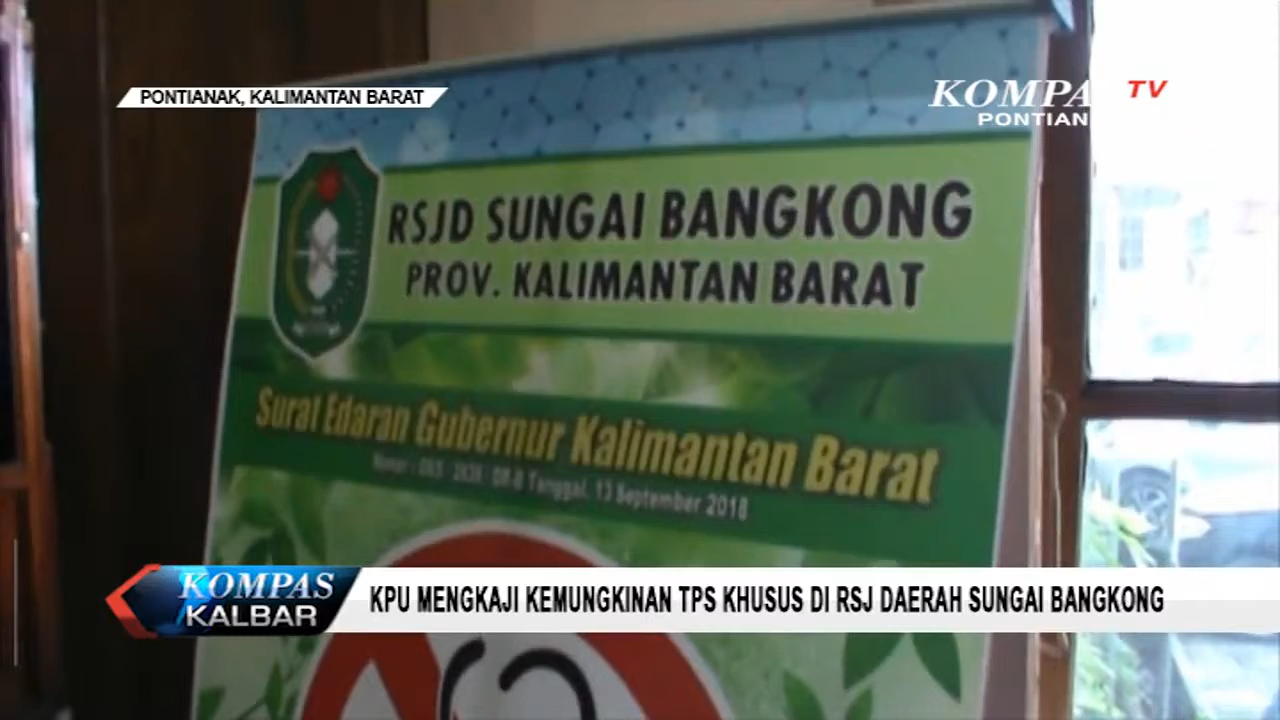 PONTIANAK, KALIMANTAN BARAT
KOMPA TV
PONTIAN
RSJD SUNGAI BANGKONG
PROV. KALIMANTAN BARAT
Surat Edaran Gubernur Kalimantan Barat
Tanggal, 13 September 2018
KOMPAS
KALBAR
KPU MENGKAJI KEMUNGKINAN TPS KHUSUS DI RSJ DAERAH SUNGAI BANGKONG